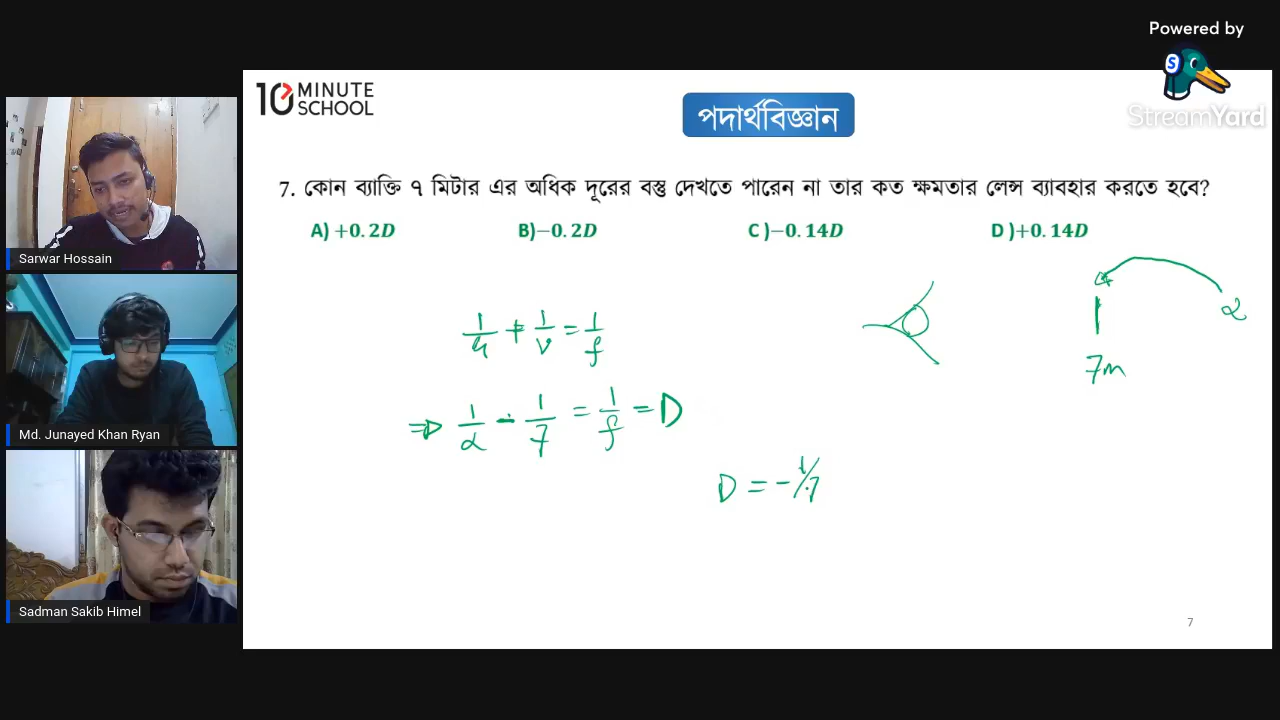 Powered by
StreamYard
10 MINUTE
SCHOOL
পদার্থবিজ্ঞান
7. কোন ব্যাক্তি ৭ মিটার এর অধিক দূরের বস্তু দেখতে পারেন না তার কত ক্ষমতার লেন্স ব্যাবহার করতে হবে?
A) +0.2D B)−0.2D C )−0.14D D )+0.14D
1/u + 1/v = 1/f
⇒ 1/α - 1/7 = 1/f = D
D = -1/7
α
7m
7
Sarwar Hossain
Md. Junayed Khan Ryan
Sadman Sakib Himel